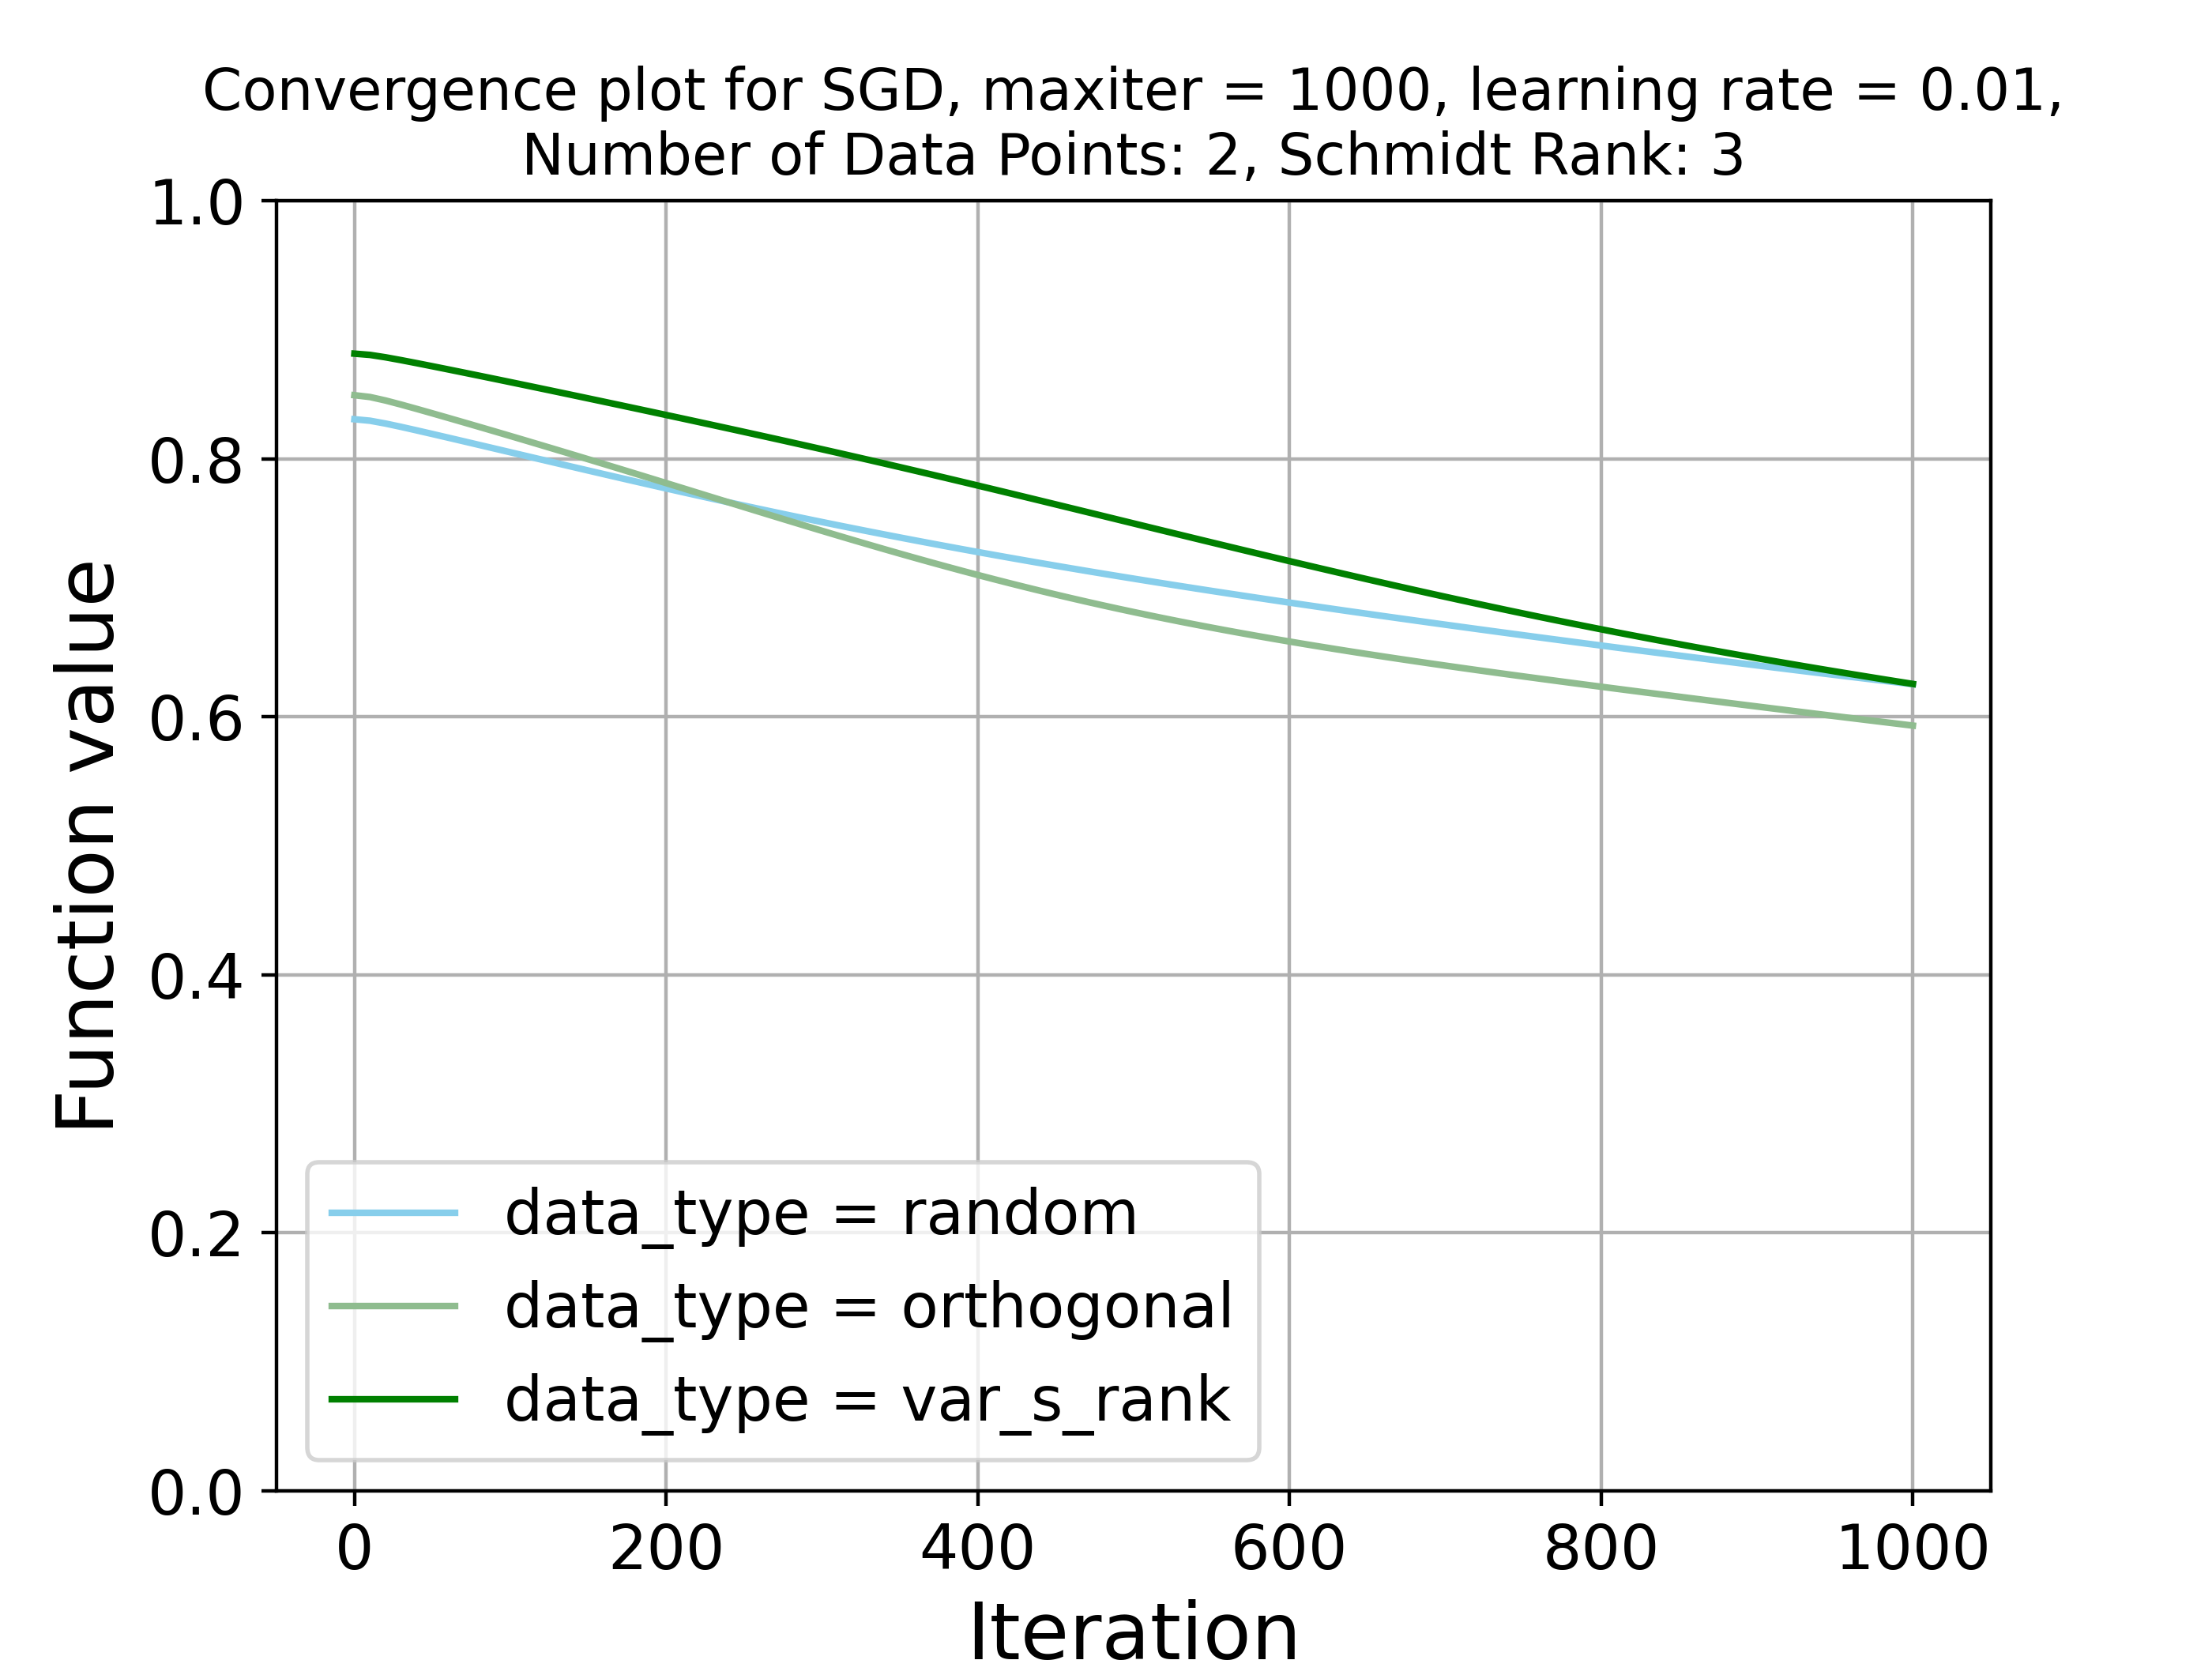 Convergence plot for SGD, maxiter = 1000, learning rate = 0.01,
Number of Data Points: 2, Schmidt Rank: 3
1.0
0.8
0.6
0.4
0.2
0.0
Function value
data_type = random
data_type = orthogonal
data_type = var_s_rank
0 200 400 600 800 1000
Iteration